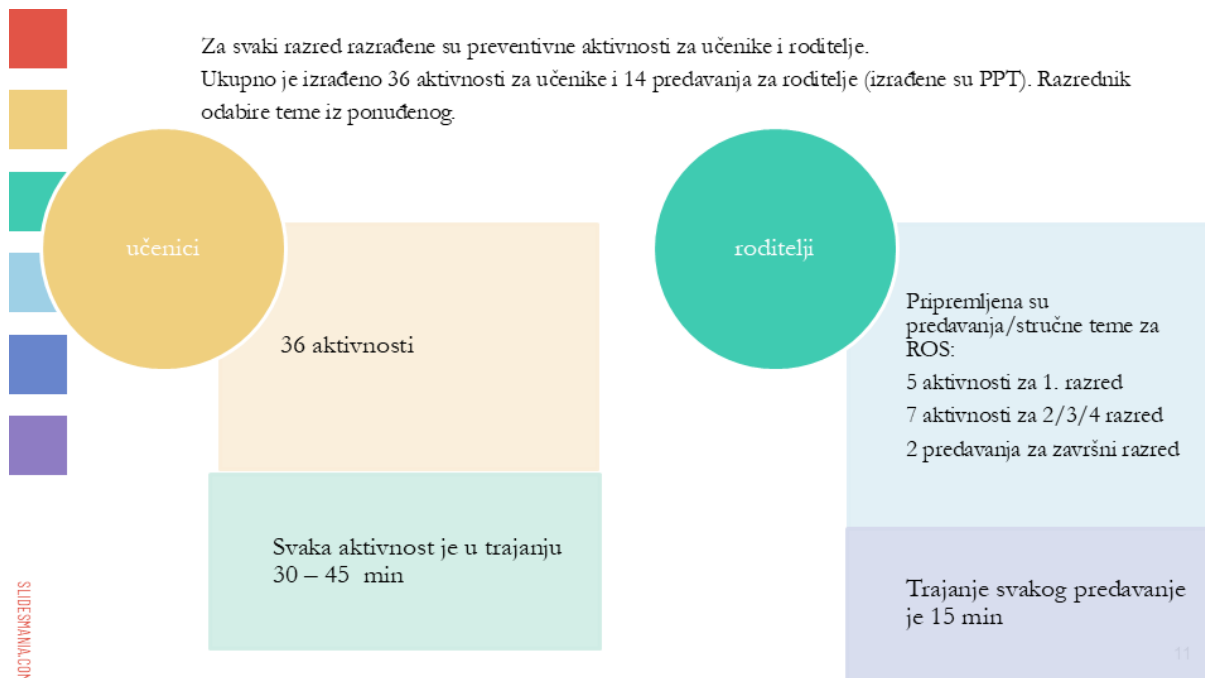 Za svaki razred razrađene su preventivne aktivnosti za učenike i roditelje.
Ukupno je izrađeno 36 aktivnosti za učenike i 14 predavanja za roditelje (izrađene su PPT). Razrednik
odabire teme iz ponuđenog.
učenici
36 aktivnosti
Svaka aktivnost je u trajanju
30 – 45 min
roditelji
Pripremljena su
predavanja/stručne teme za
ROS:
5 aktivnosti za 1. razred
7 aktivnosti za 2/3/4 razred
2 predavanja za završni razred
Trajanje svakog predavanje
je 15 min
SLIDESMANIA.COM
11